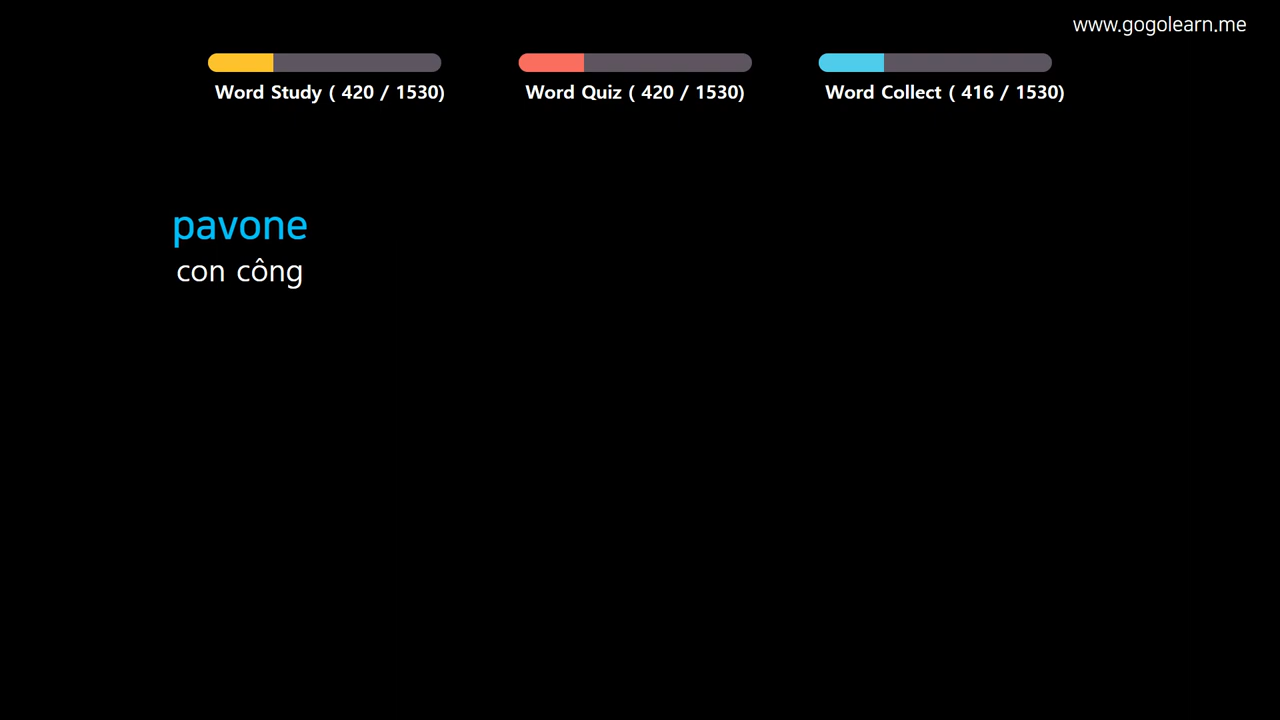 www.gogolearn.me
Word Study ( 420 / 1530)
Word Quiz ( 420 / 1530)
Word Collect ( 416 / 1530)
pavone
con công